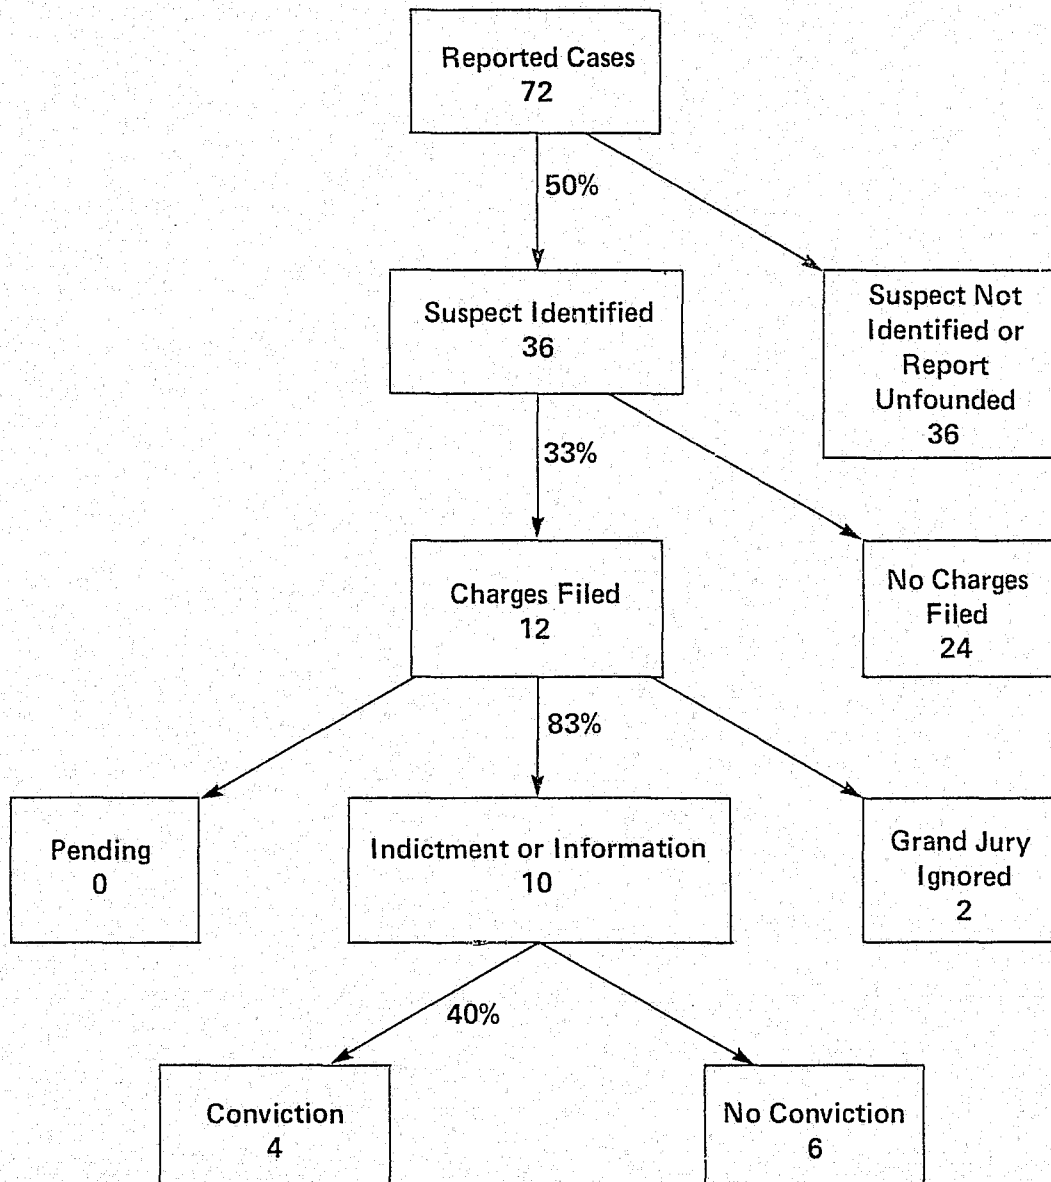 Reported Cases
72
50%
Suspect Identified
36
Suspect Not
Identified or
Report
Unfounded
36
33%
Charges Filed
12
No Charges
Filed
24
83%
Pending
0
Indictment or Information
10
Grand Jury
Ignored
2
40%
Conviction
4
No Conviction
6